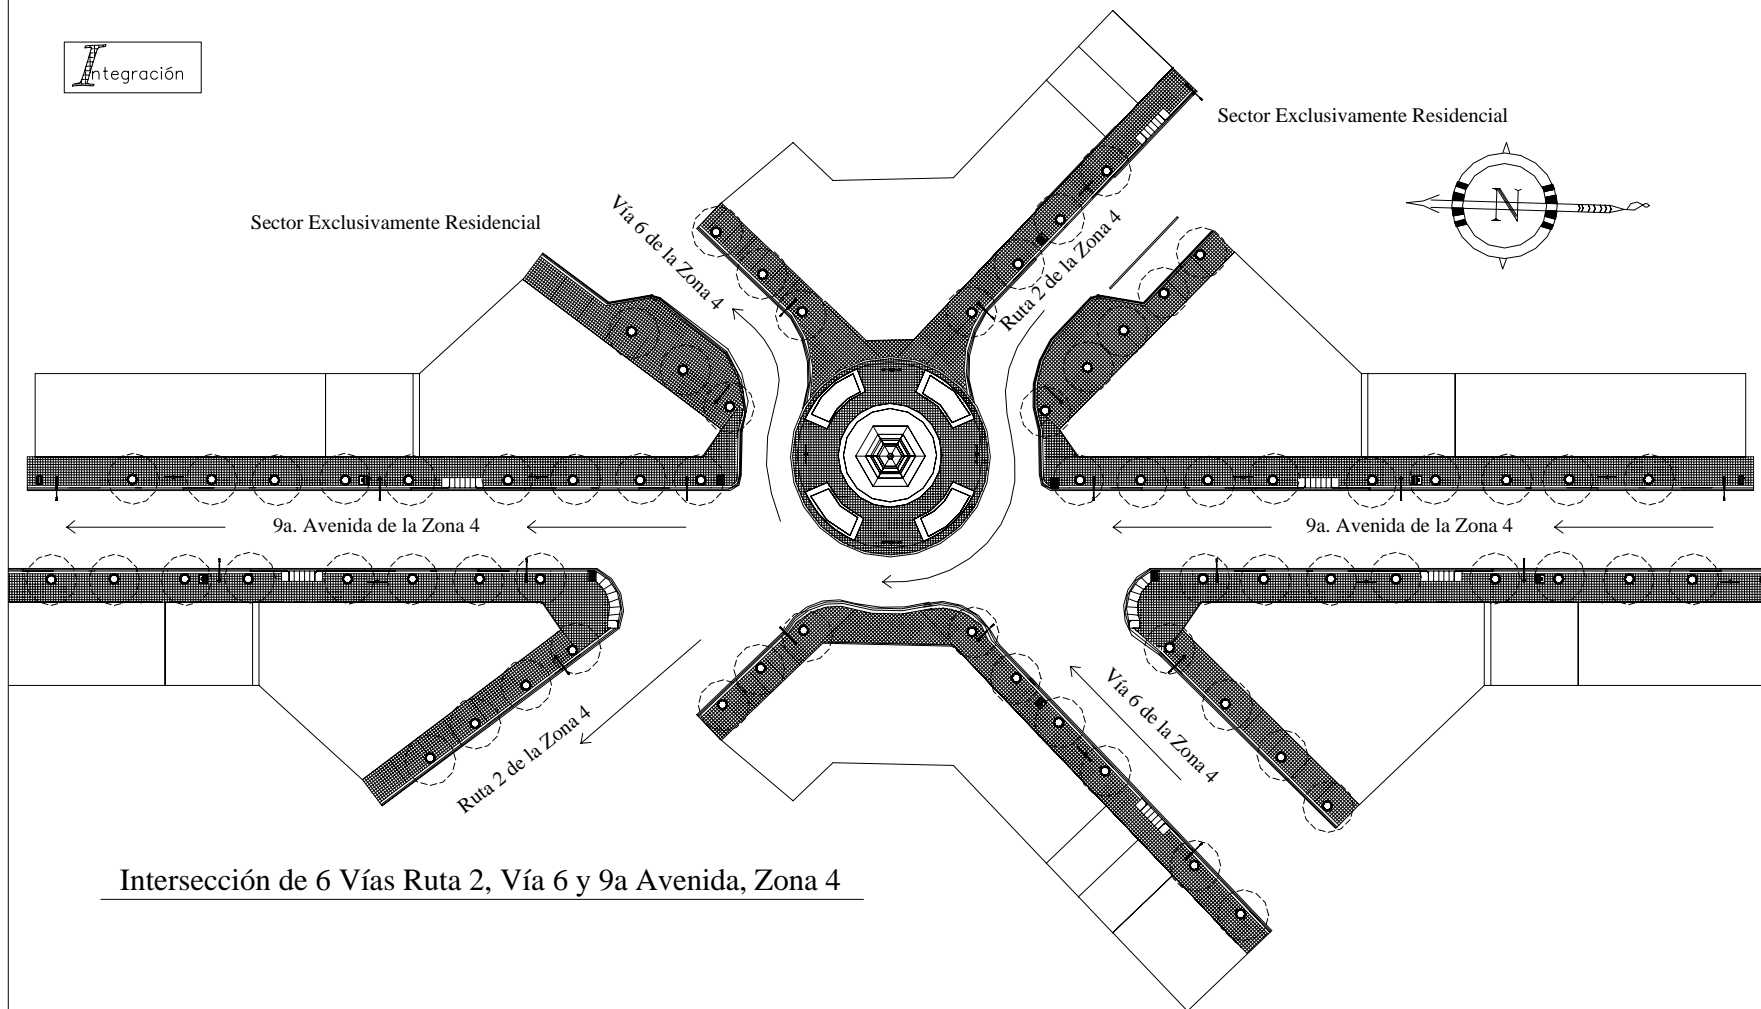 Integración
Sector Exclusivamente Residencial
Sector Exclusivamente Residencial
N
Vía 6 de la Zona 4
Ruta 2 de la Zona 4
9a. Avenida de la Zona 4
9a. Avenida de la Zona 4
Ruta 2 de la Zona 4
Vía 6 de la Zona 4
Intersección de 6 Vías Ruta 2, Vía 6 y 9a Avenida, Zona 4